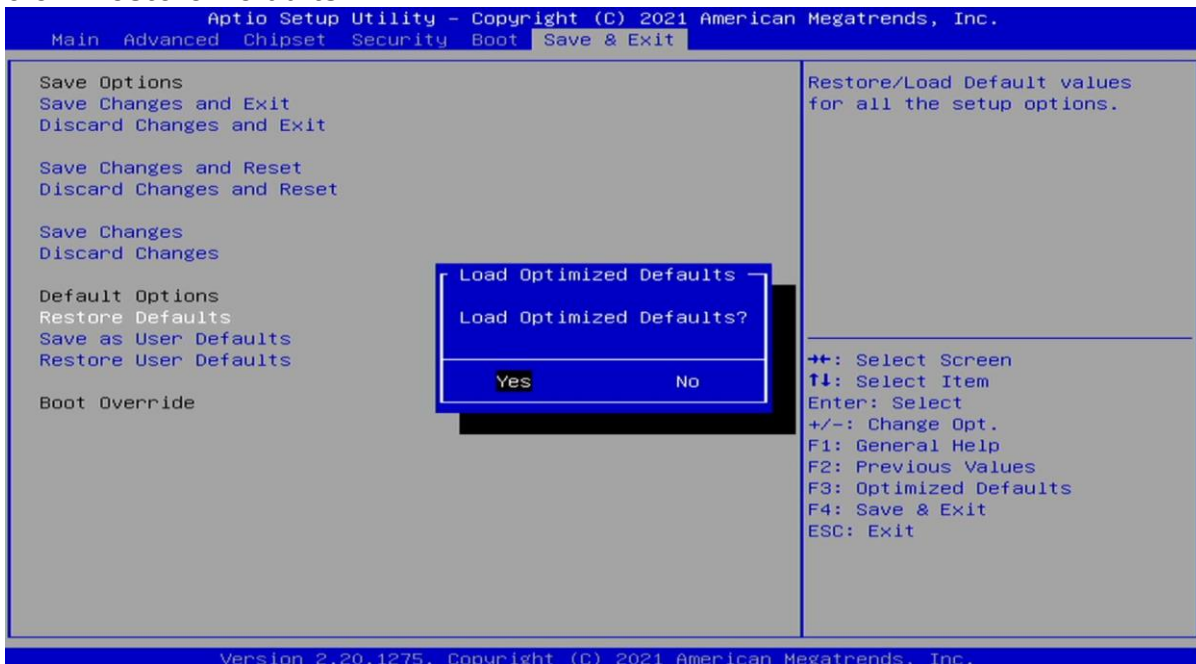 Aptio Setup Utility – Copyright (C) 2021 American Megatrends, Inc.
Main Advanced Chipset Security Boot Save & Exit
Save Options
Save Changes and Exit
Discard Changes and Exit
Save Changes and Reset
Discard Changes and Reset
Save Changes
Discard Changes
Default Options
Restore Defaults
Save as User Defaults
Restore User Defaults
Boot Override
Load Optimized Defaults
Load Optimized Defaults?
Yes No
Restore/Load Default values
for all the setup options.
→←: Select Screen
↑↓: Select Item
Enter: Select
+/-: Change Opt.
F1: General Help
F2: Previous Values
F3: Optimized Defaults
F4: Save & Exit
ESC: Exit
Version 2.20.1275. Copyright (C) 2021 American Megatrends, Inc.